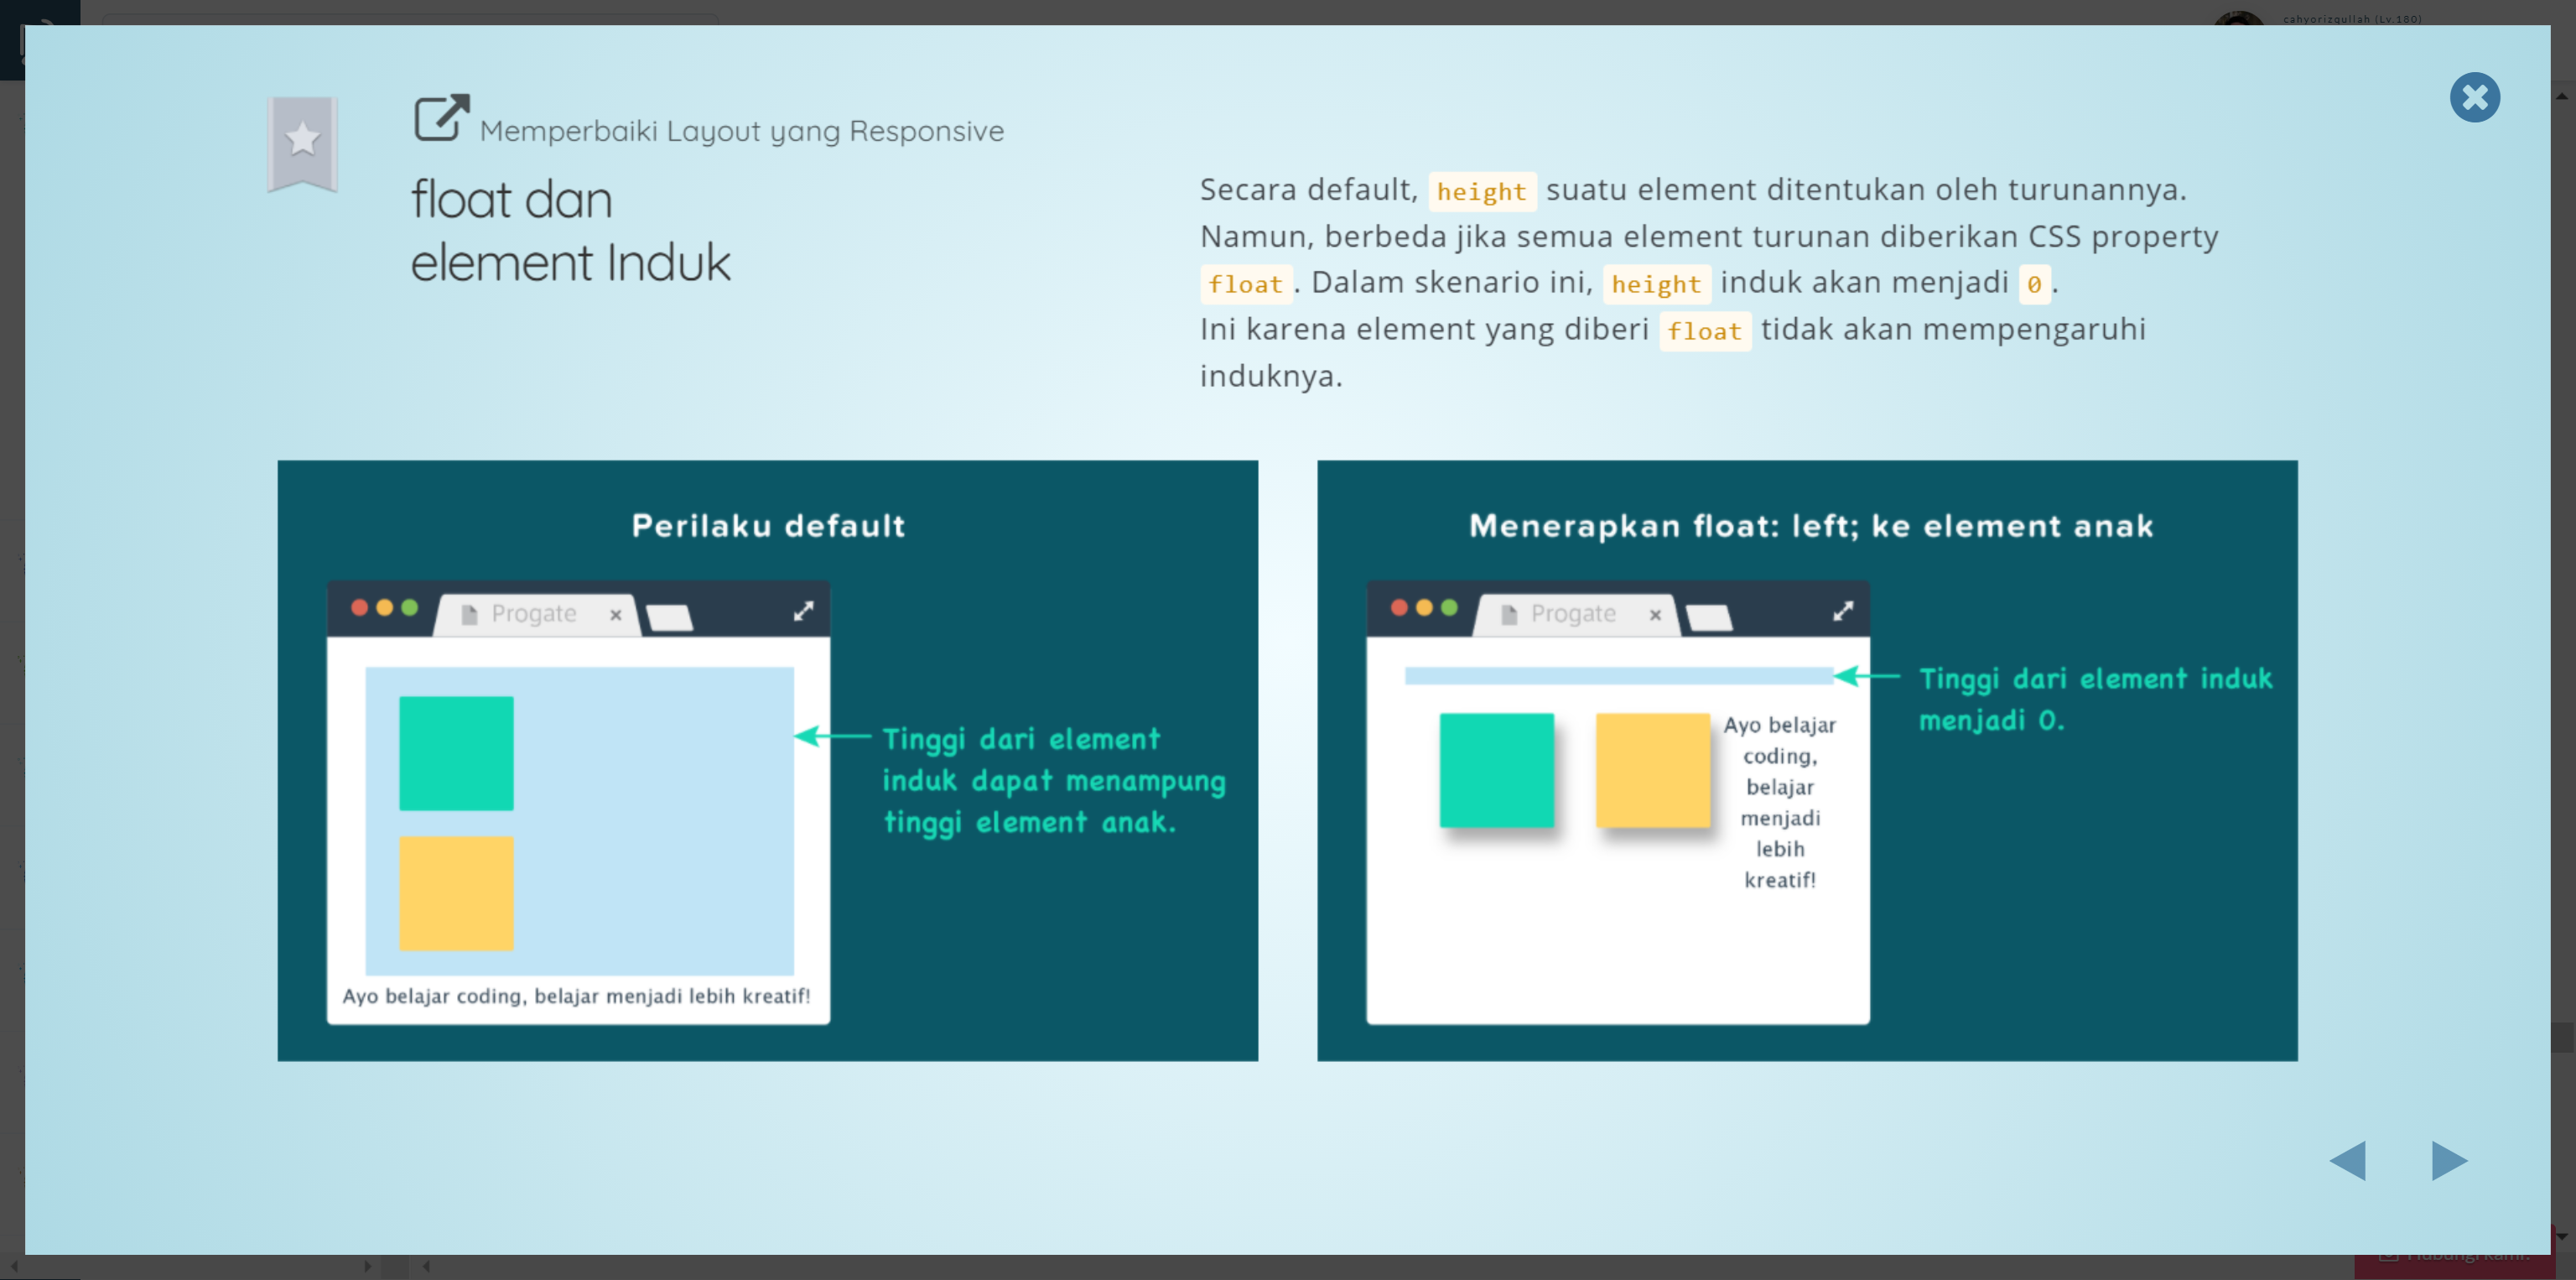 cahyorizqullah (Lv.180)
Memperbaiki Layout yang Responsive
float dan
element Induk
Secara default, height suatu element ditentukan oleh turunannya.
Namun, berbeda jika semua element turunan diberikan CSS property
float. Dalam skenario ini, height induk akan menjadi 0.
Ini karena element yang diberi float tidak akan mempengaruhi
induknya.
Perilaku default
Progate
Tinggi dari element
induk dapat menampung
tinggi element anak.
Ayo belajar coding, belajar menjadi lebih kreatif!
Menerapkan float: left; ke element anak
Progate
Tinggi dari element induk
menjadi 0.
Ayo belajar
coding,
belajar
menjadi
lebih
kreatif!